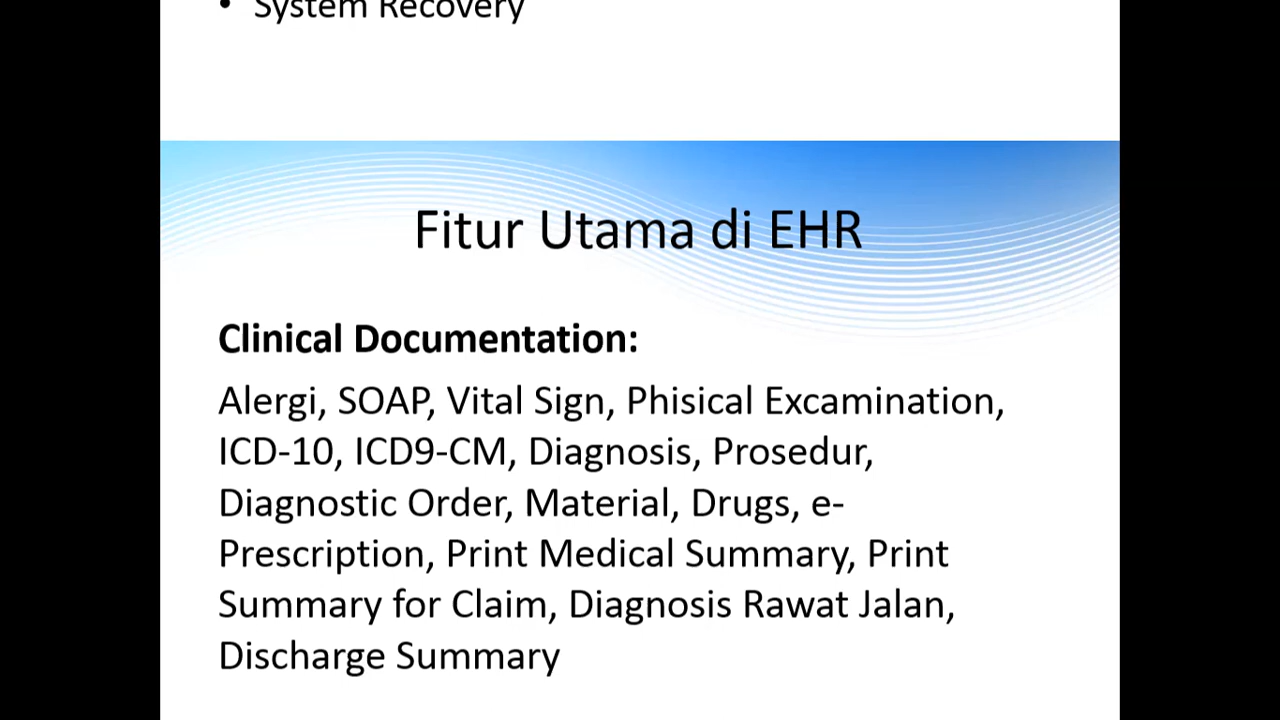 • System Recovery
Fitur Utama di EHR
Clinical Documentation:
Alergi, SOAP, Vital Sign, Phisical Excamination,
ICD-10, ICD9-CM, Diagnosis, Prosedur,
Diagnostic Order, Material, Drugs, e-
Prescription, Print Medical Summary, Print
Summary for Claim, Diagnosis Rawat Jalan,
Discharge Summary